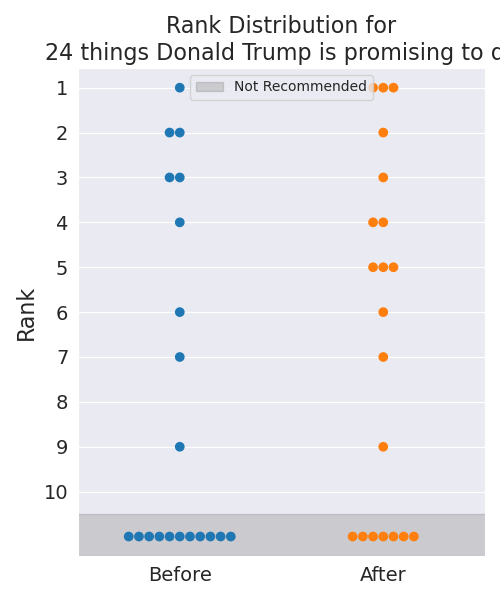 Rank Distribution for
24 things Donald Trump is promising to
Not Recommended
1
2
3
4
5
6
7
8
9
10
Rank
Before
After